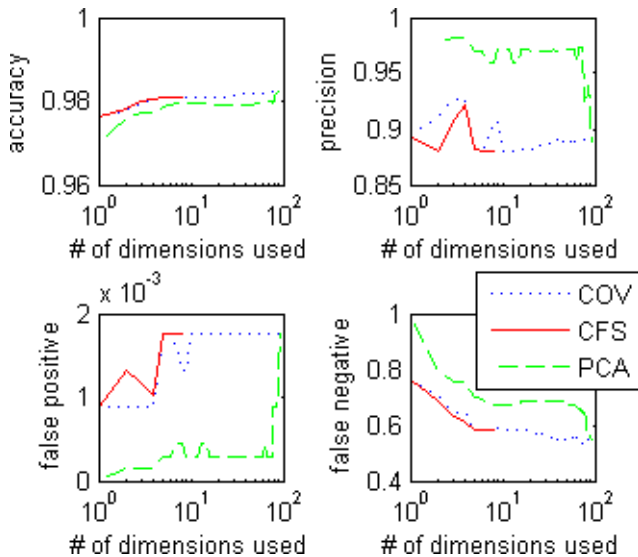 1
0.98
0.96
accuracy
10^0
10^1
10^2
# of dimensions used
1
0.95
0.9
0.85
precision
10^0
10^1
10^2
# of dimensions used
x 10^-3
2
1
0
false positive
10^0
10^1
10^2
# of dimensions used
1
0.8
0.6
0.4
false negative
10^0
10^1
10^2
# of dimensions used
COV
CFS
PCA